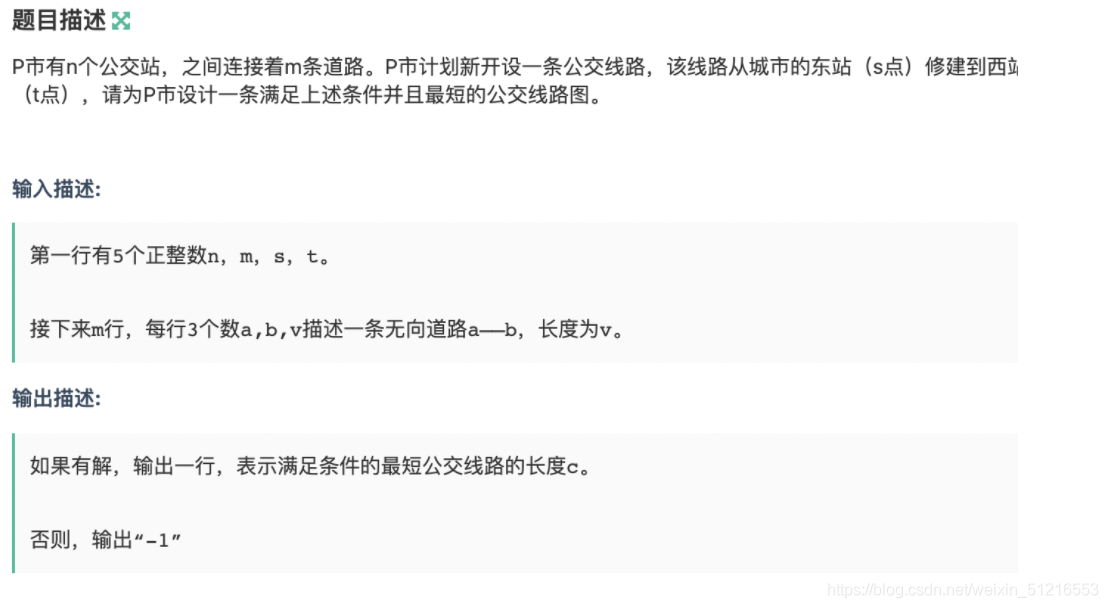 题目描述
P市有n个公交站，之间连接着m条道路。P市计划新开设一条公交线路，该线路从城市的东站（s点）修建到西站
（t点），请为P市设计一条满足上述条件并且最短的公交线路图。
输入描述:
第一行有5个正整数n，m，s，t。
接下来m行，每行3个数a,b,v描述一条无向道路a——b，长度为v。
输出描述:
如果有解，输出一行，表示满足条件的最短公交线路的长度c。
否则，输出“-1”
https://blog.csdn.net/weixin_51216553